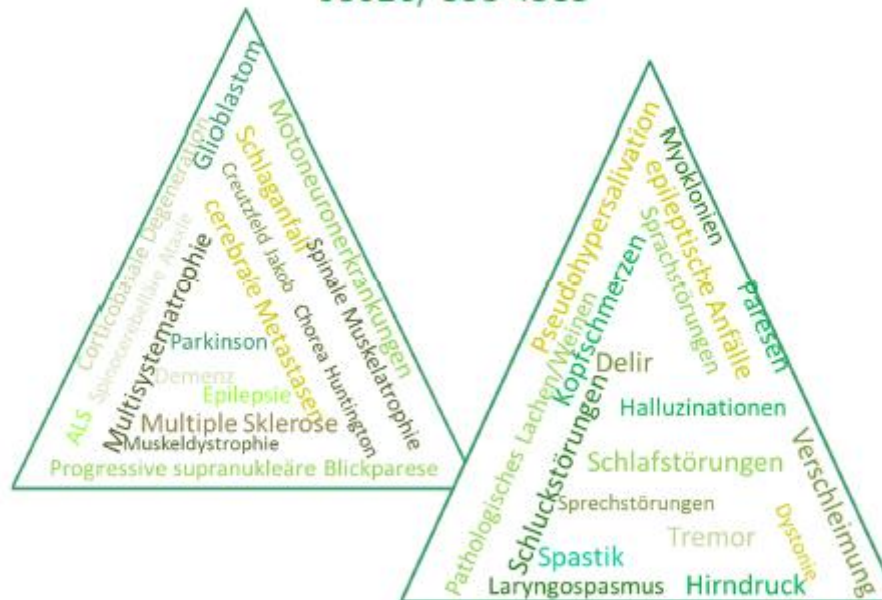 Glioblastom
Motoneuronerkrankungen
Corticobasale Degeneration
Schlaganfall
Creutzfeld Jakob
Spinocerebelläre Ataxie
cerebrale Metastasen
Spinale Muskelatrophie
Multisystematrophie
Chorea Huntington
Parkinson
Demenz
Epilepsie
ALS
Multiple Sklerose
Muskeldystrophie
Progressive supranukleäre Blickparese
Pseudohypersalivation
Myoklonien
epileptische Anfälle
Sprachstörungen
Kopfschmerzen
Paresen
Pathologisches Lachen/Weinen
Delir
Halluzinationen
Schluckstörungen
Schlafstörungen
Verschleimung
Sprechstörungen
Dystonie
Tremor
Spastik
Laryngospasmus
Hirndruck